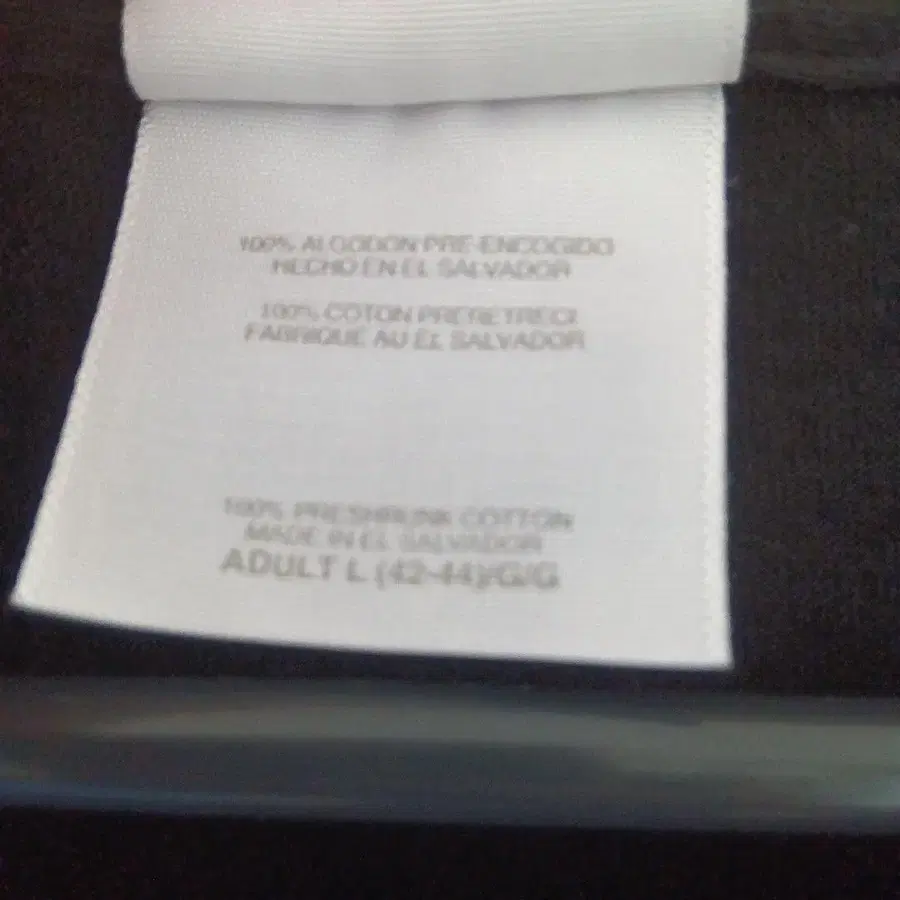 100% ALGODON PRE-ENCOGIDO
HECHO EN EL SALVADOR
100% COTON PRERETRECI
FABRIQUE AU EL SALVADOR
100% PRESHRUNK COTTON
MADE IN EL SALVADOR
ADULT L (42-44)/G/G